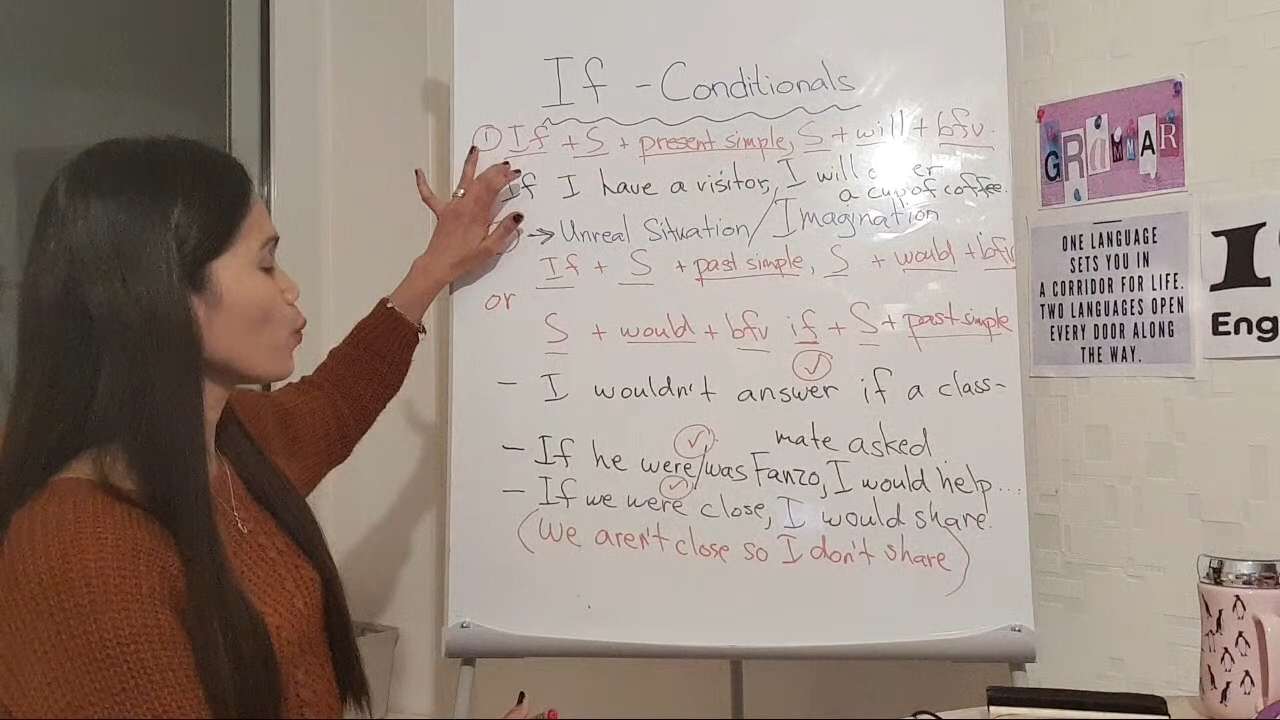 If - Conditionals
① If + S + present simple, S + will + bfv.
If I have a visitor, I will
a cup of coffee.
→ Unreal Situation/Imagination
If + S + past simple, S + would + bfv
or
S + would + bfv if + S + past simple
✓
- I wouldn't answer if a class-
mate asked
✓
- If he were/was Fanzo, I would help...
✓
- If we were close, I would share.
(We aren't close so I don't share)
GRAMMAR
ONE LANGUAGE
SETS YOU IN
A CORRIDOR FOR LIFE.
TWO LANGUAGES OPEN
EVERY DOOR ALONG
THE WAY.
I
Eng